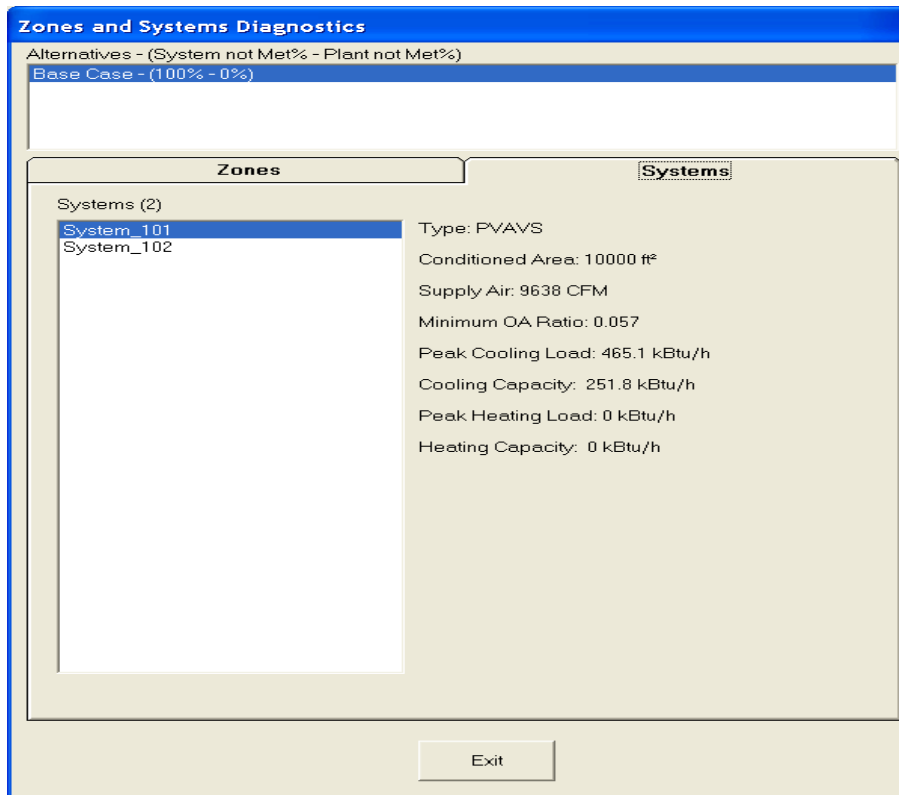 Zones and Systems Diagnostics
Alternatives - (System not Met% - Plant not Met%)
Base Case - (100% - 0%)
Zones
Systems
Systems (2)
System_101
System_102
Type: PVAVS
Conditioned Area: 10000 ft²
Supply Air: 9638 CFM
Minimum OA Ratio: 0.057
Peak Cooling Load: 465.1 kBtu/h
Cooling Capacity: 251.8 kBtu/h
Peak Heating Load: 0 kBtu/h
Heating Capacity: 0 kBtu/h
Exit